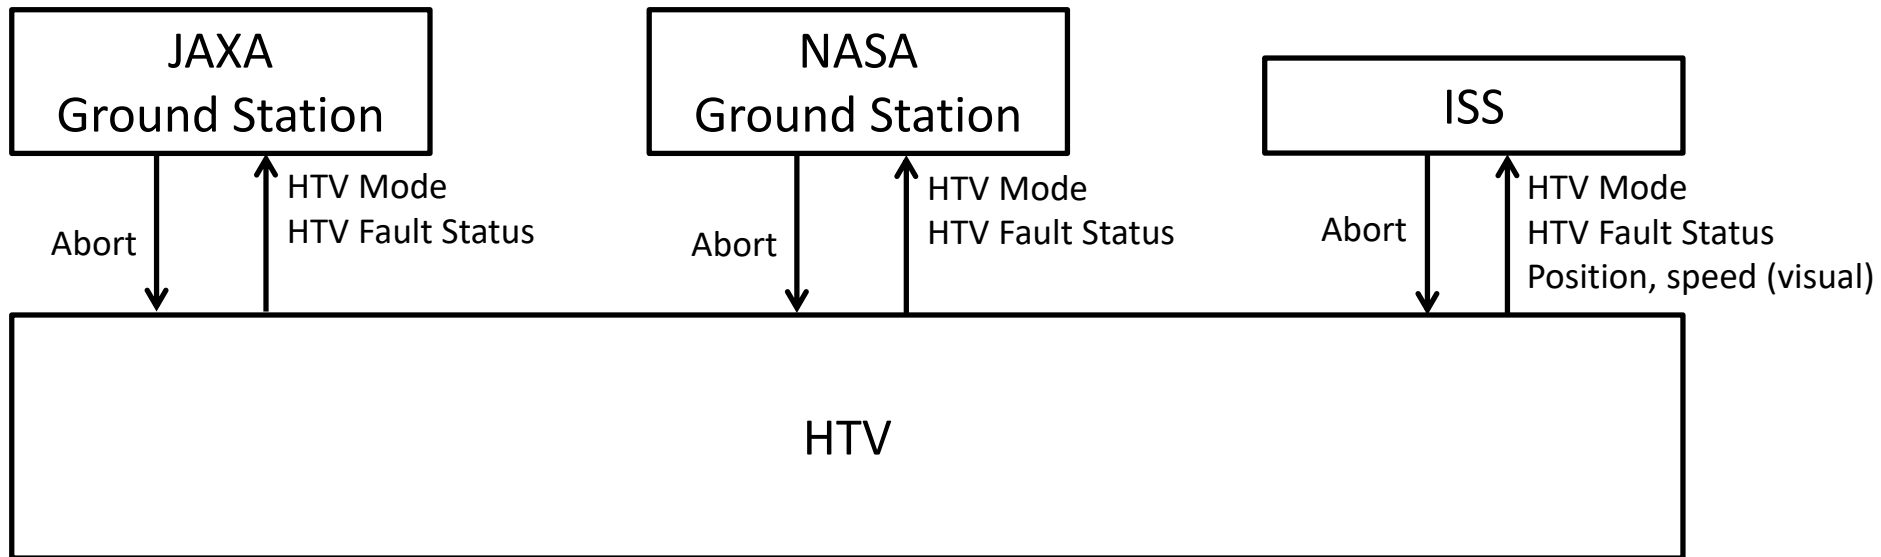 JAXA
Ground Station
NASA
Ground Station
ISS
Abort
HTV Mode
HTV Fault Status
Abort
HTV Mode
HTV Fault Status
Abort
HTV Mode
HTV Fault Status
Position, speed (visual)
HTV